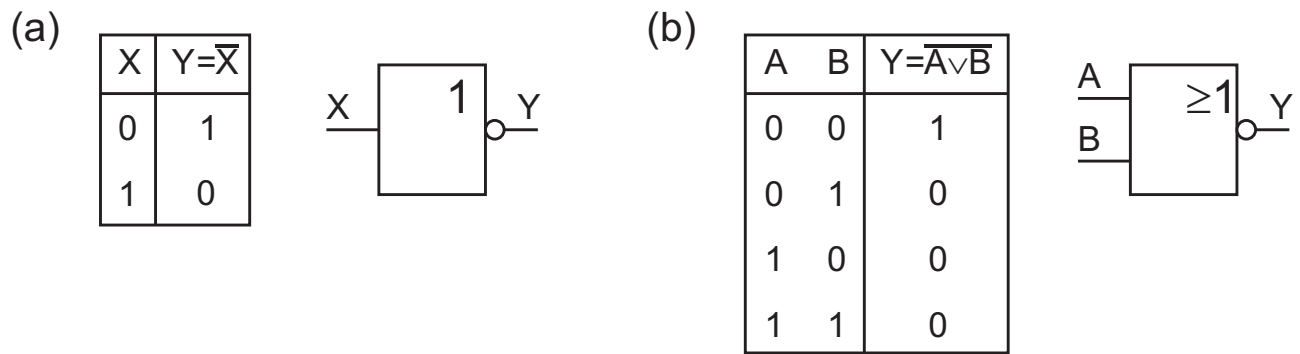 (a)
X Y=X̅
0 1
1 0
X 1 Y
(b)
A B Y=A̅∨̅B̅
0 0 1
0 1 0
1 0 0
1 1 0
A
B
≥1 Y